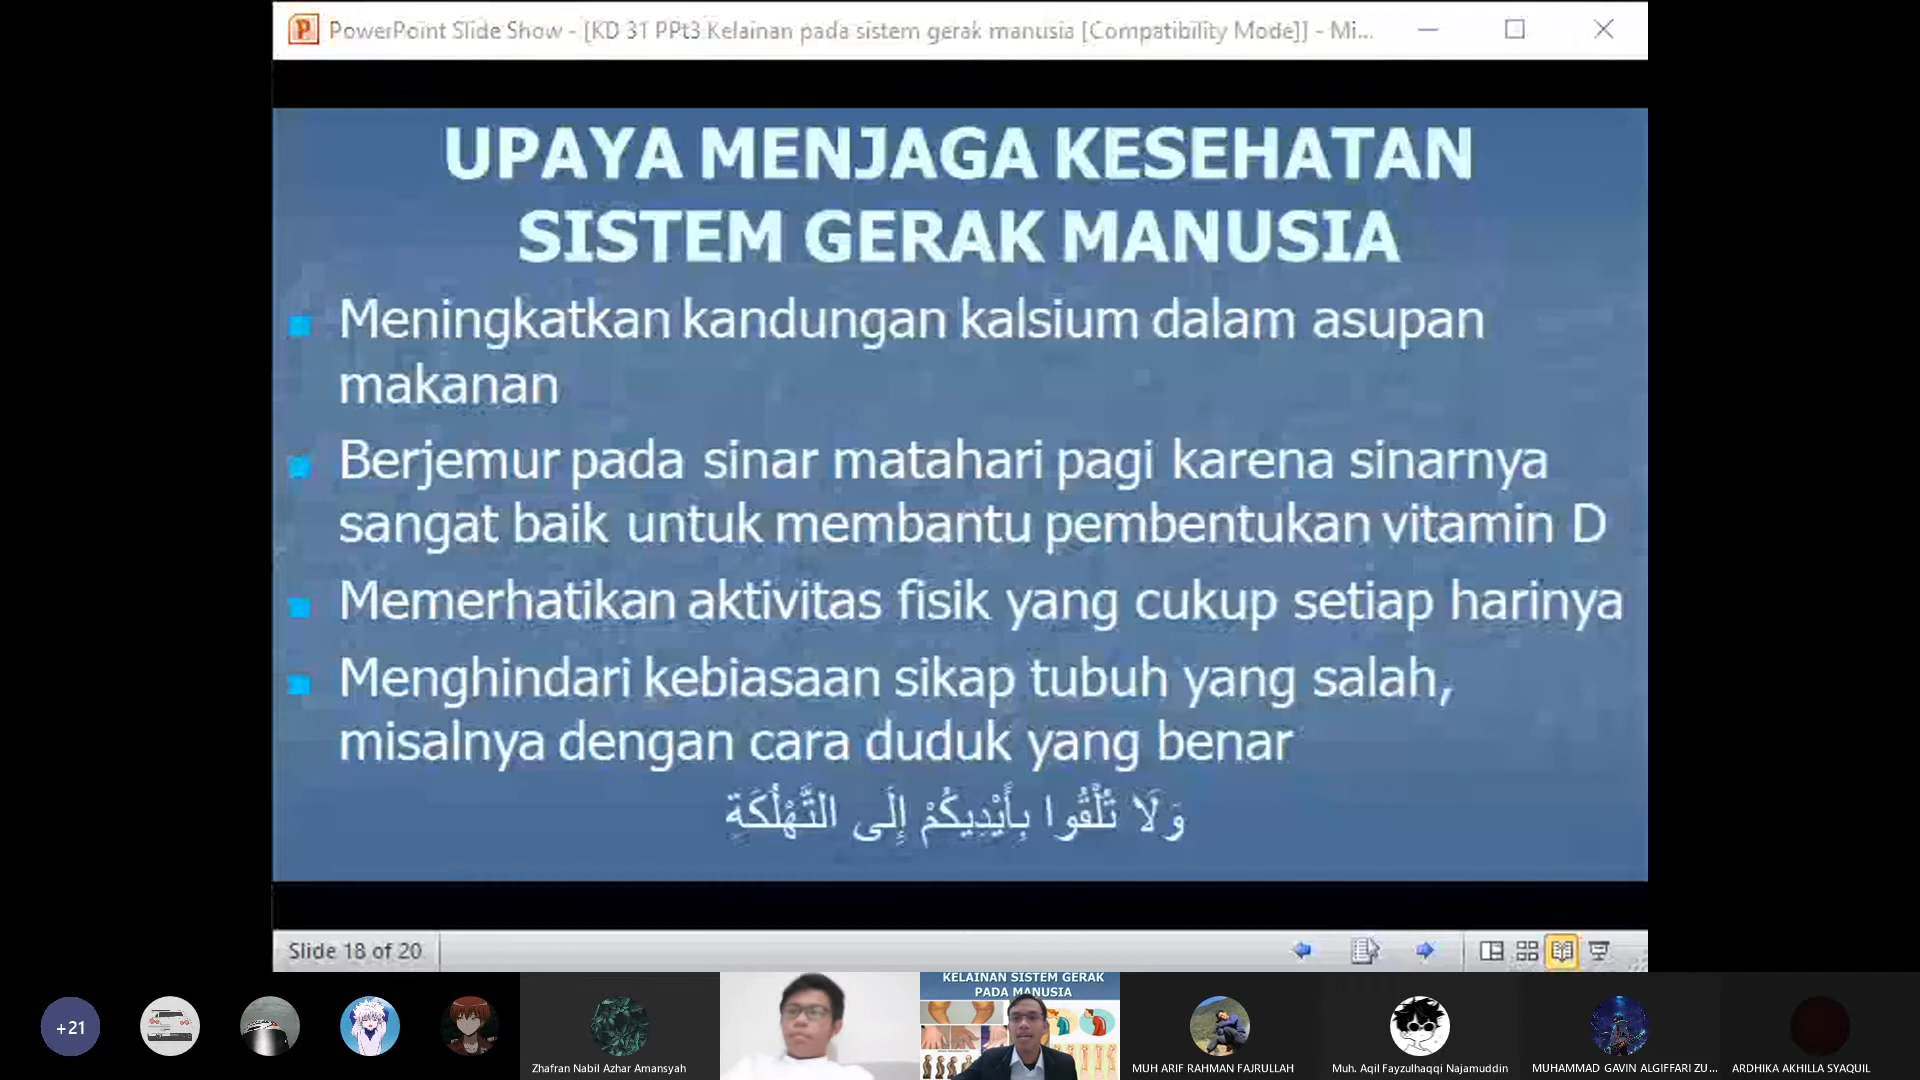 PowerPoint Slide Show - [KD 31 PPt3 Kelainan pada sistem gerak manusia [Compatibility Mode]] - Mi...
UPAYA MENJAGA KESEHATAN
SISTEM GERAK MANUSIA
Meningkatkan kandungan kalsium dalam asupan
makanan
Berjemur pada sinar matahari pagi karena sinarnya
sangat baik untuk membantu pembentukan vitamin D
Memerhatikan aktivitas fisik yang cukup setiap harinya
Menghindari kebiasaan sikap tubuh yang salah,
misalnya dengan cara duduk yang benar
وَلَا تُلْقُوا بِأَيْدِيكُمْ إِلَى التَّهْلُكَةِ
Slide 18 of 20
+21
Zhafran Nabil Azhar Amansyah
KELAINAN SISTEM GERAK
PADA MANUSIA
MUH ARIF RAHMAN FAJRULLAH
Muh. Aqil Fayzulhaqqi Najamuddin
MUHAMMAD GAVIN ALGIFFARI ZU...
ARDHIKA AKHILLA SYAQUIL